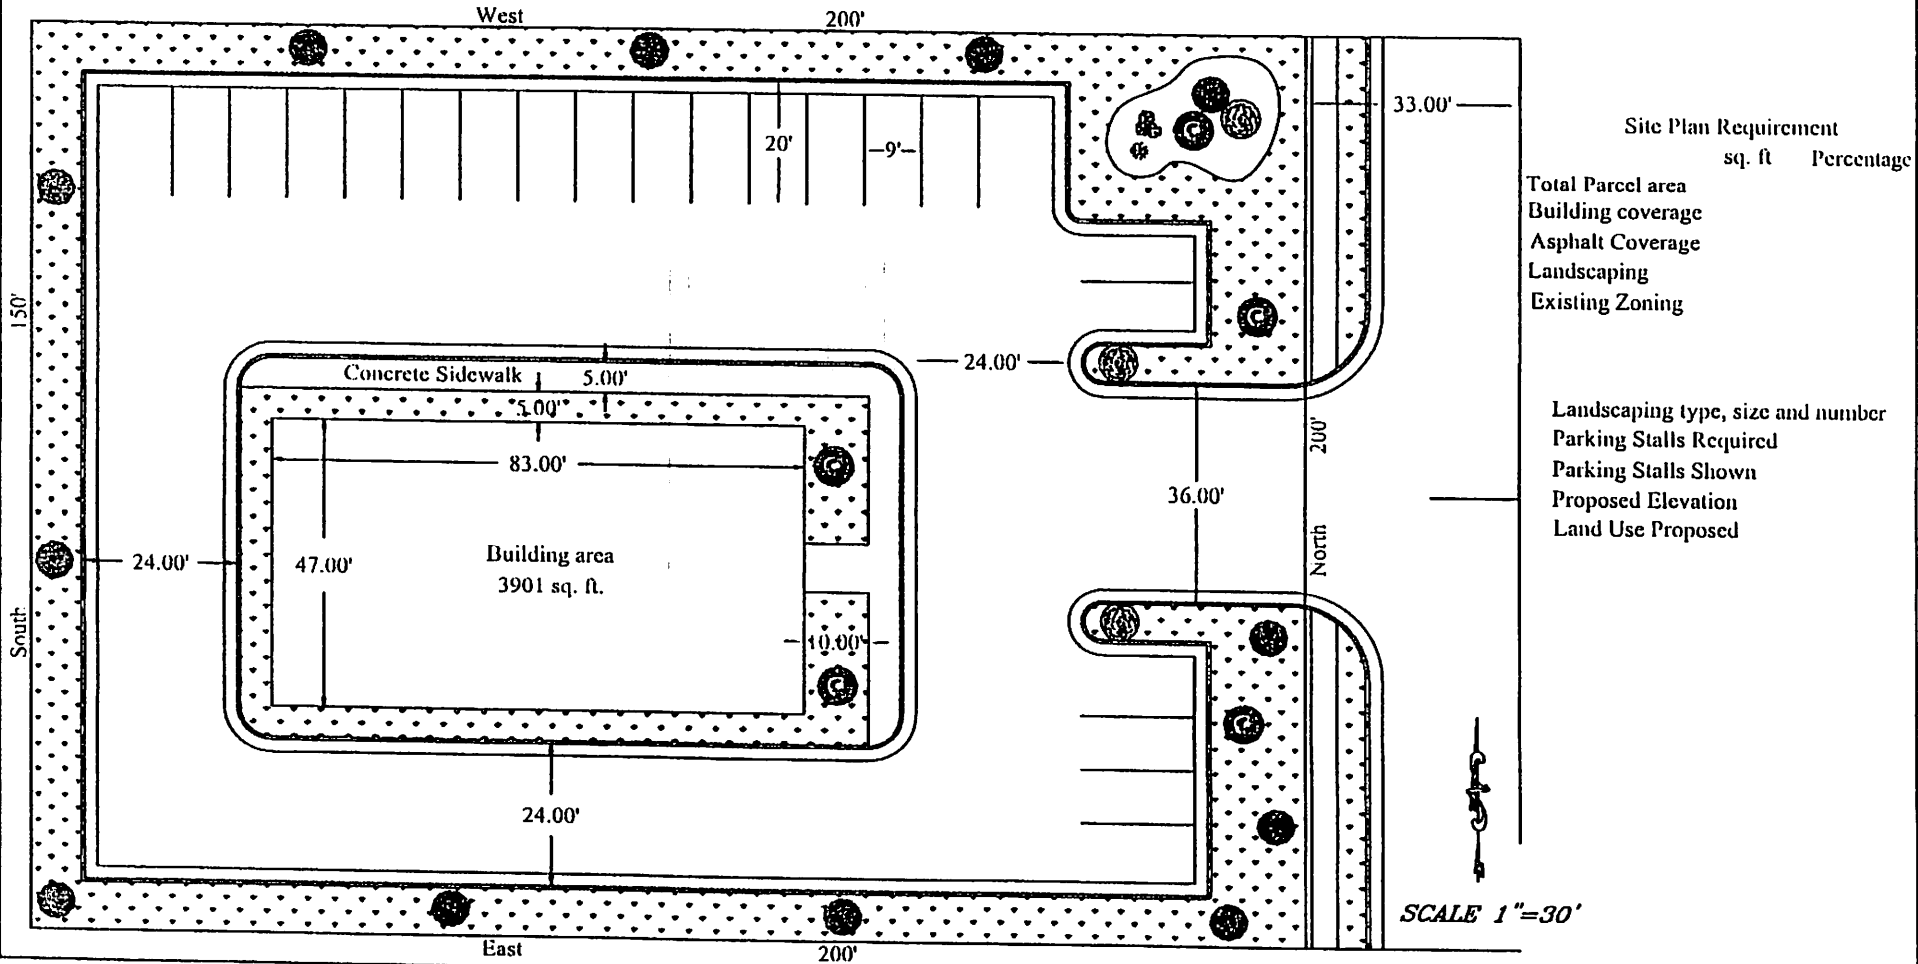 West 200'
33.00'
Site Plan Requirement
sq. ft Percentage
Total Parcel area
Building coverage
Asphalt Coverage
Landscaping
Existing Zoning
20'
9'
C
C
150'
24.00'
Concrete Sidewalk 5.00'
5.00'
83.00'
C
200'
36.00'
Landscaping type, size and number
Parking Stalls Required
Parking Stalls Shown
Proposed Elevation
Land Use Proposed
24.00'
47.00'
Building area
3901 sq. ft.
North
South
10.00'
C
C
24.00'
SCALE 1"=30'
East 200'